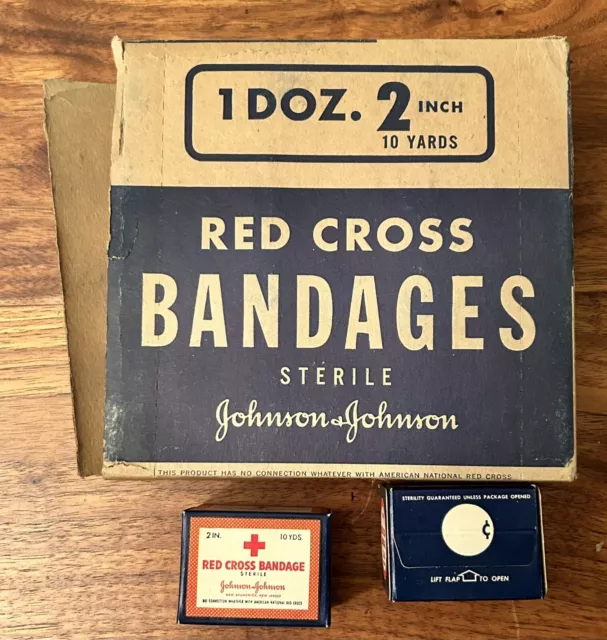 1 DOZ. 2 INCH
10 YARDS
RED CROSS
BANDAGES
STERILE
Johnson & Johnson
THIS PRODUCT HAS NO CONNECTION WHATEVER WITH AMERICAN NATIONAL RED CROSS
2 IN. 10 YDS.
RED CROSS BANDAGE
STERILE
Johnson & Johnson
NEW BRUNSWICK, NEW JERSEY
NO CONNECTION WHATEVER WITH AMERICAN NATIONAL RED CROSS
STERILITY GUARANTEED UNLESS PACKAGE OPENED
¢
LIFT FLAP TO OPEN